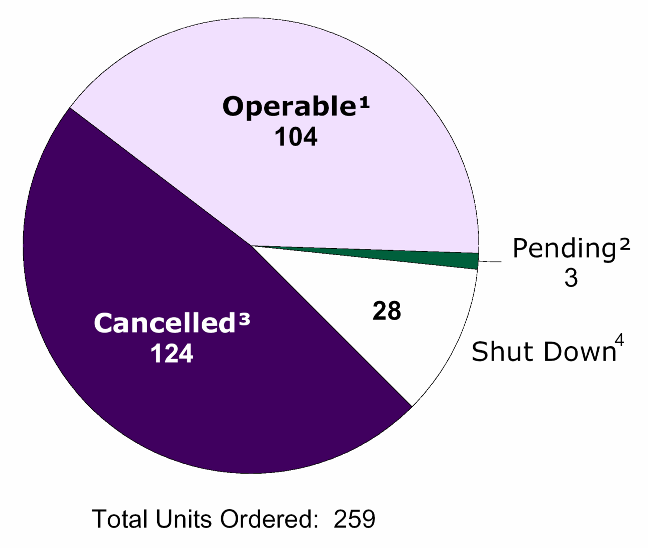 Operable¹
104
Pending²
3
28
Cancelled³
124
Shut Down⁴
Total Units Ordered: 259